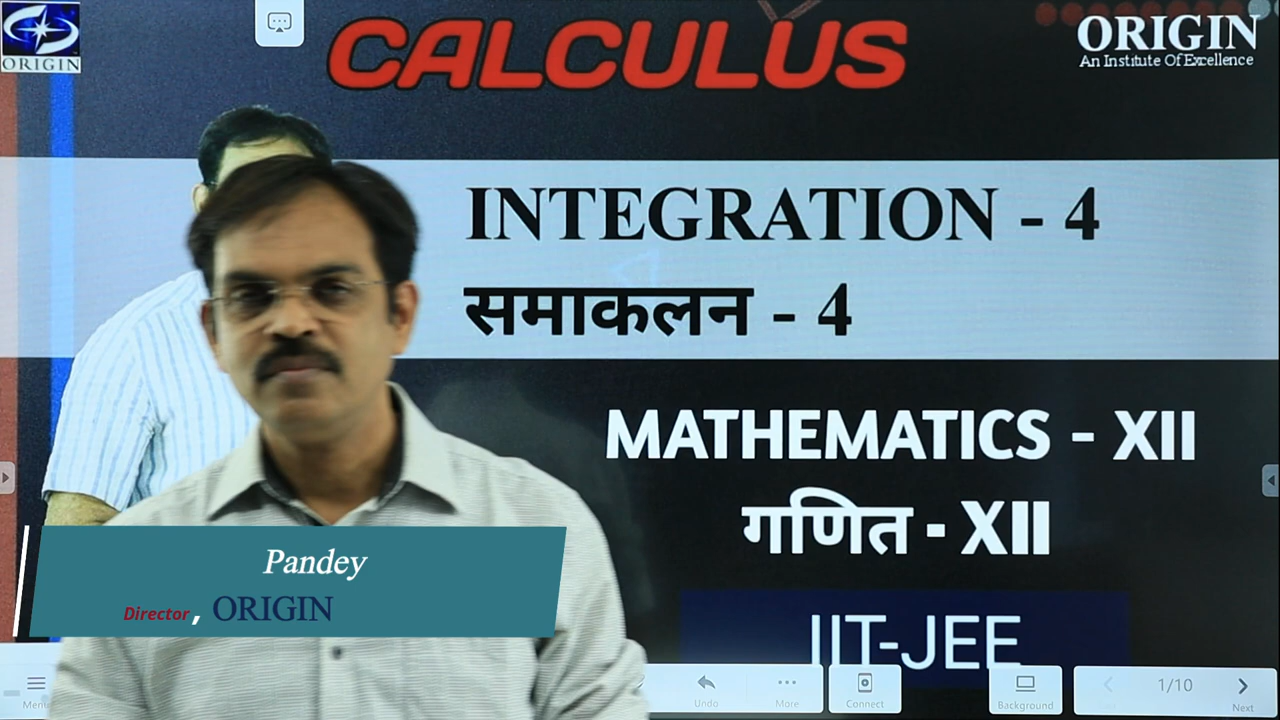 ORIGIN
CALCULUS
ORIGIN
An Institute Of Excellence
INTEGRATION - 4
समाकलन - 4
MATHEMATICS - XII
गणित - XII
IIT-JEE
Pandey
Director, ORIGIN
Menu
Undo
More
Connect
Background
1/10
Next